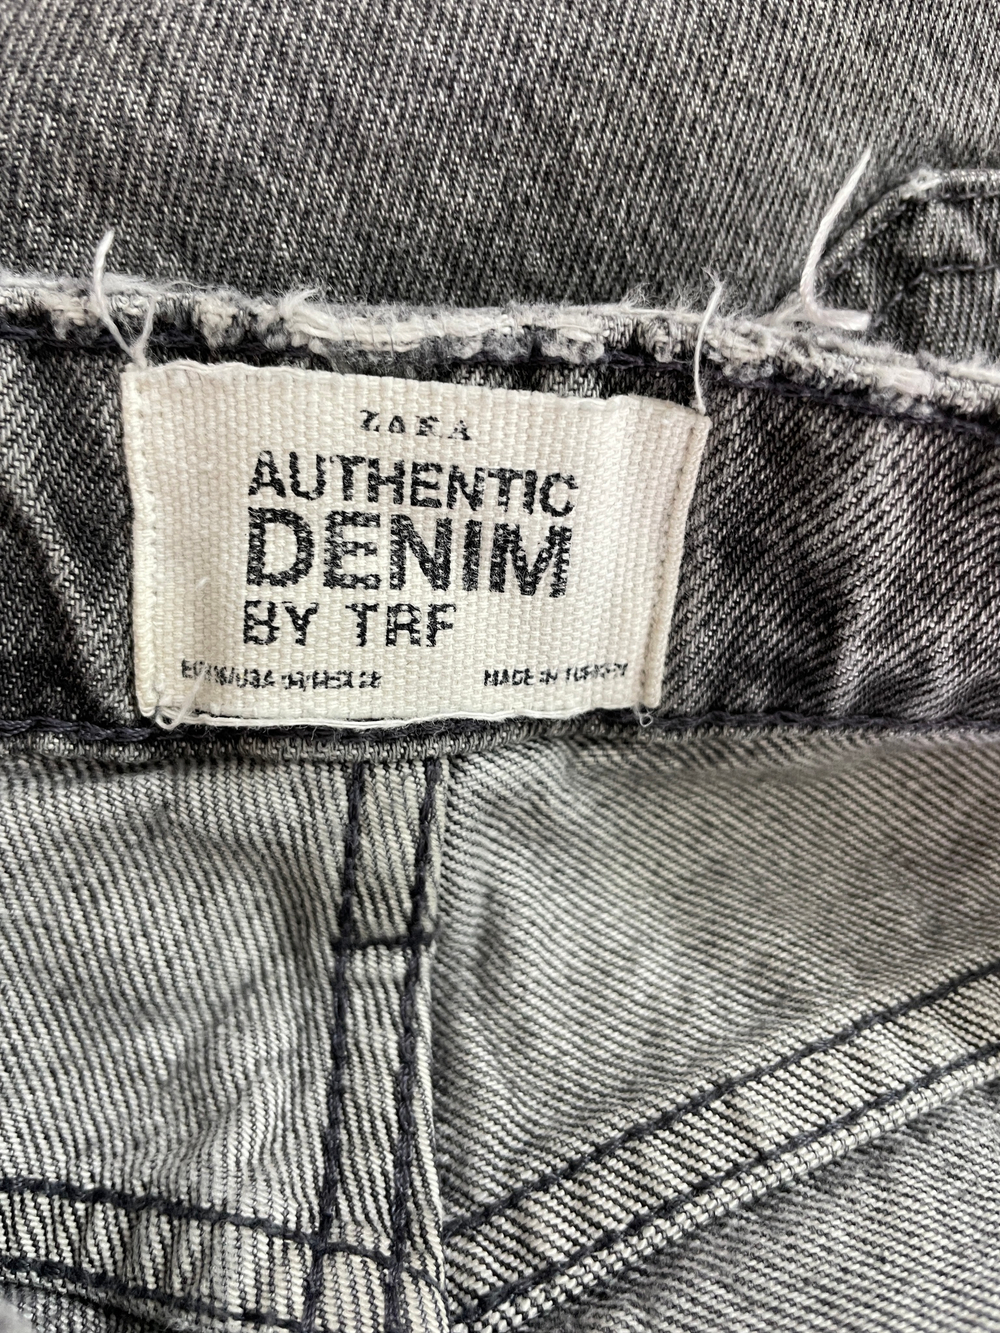 ZARA
AUTHENTIC
DENIM
BY TRF
MADE IN TURKEY